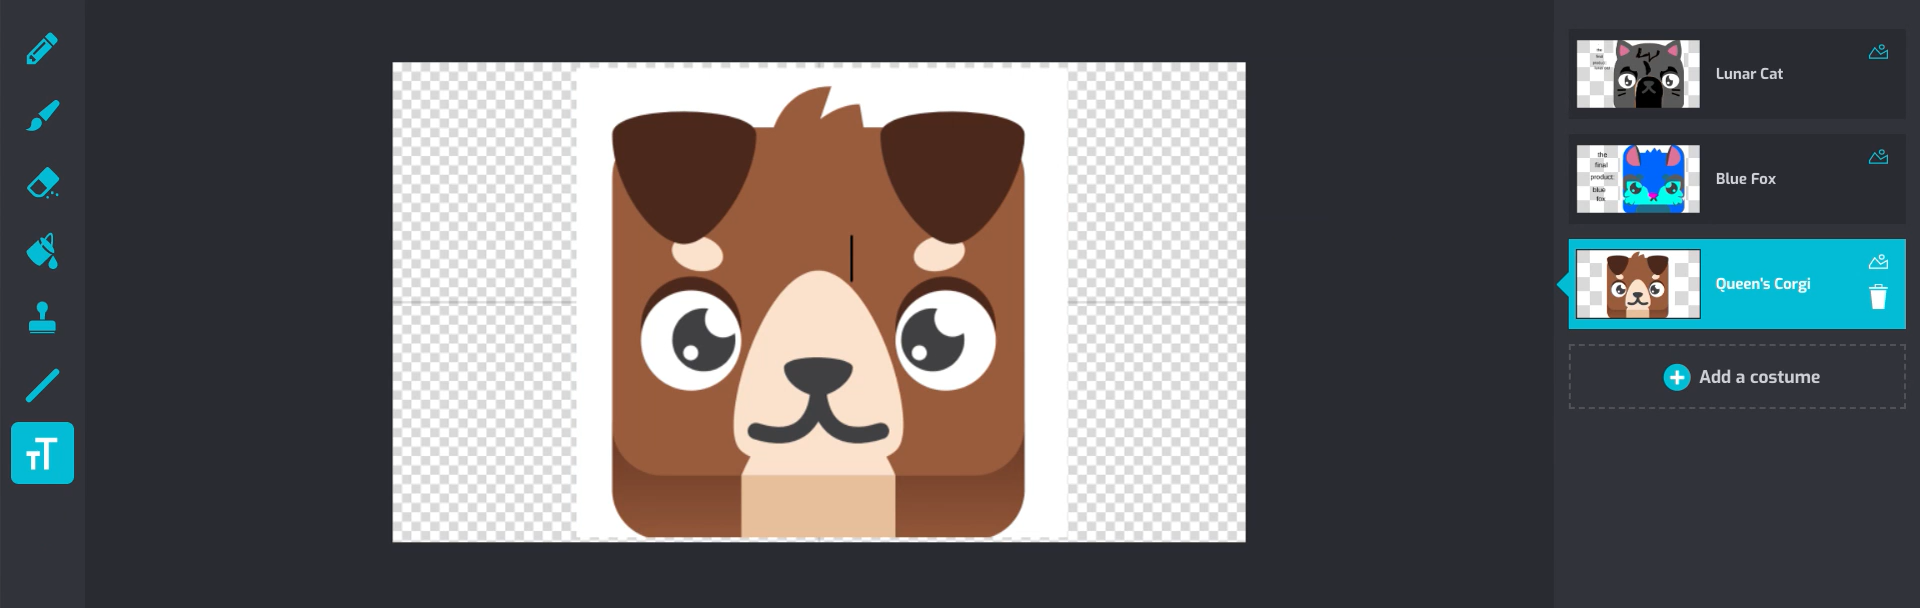 Lunar Cat
the
final
product:
blue
fox
Blue Fox
Queen's Corgi
Add a costume